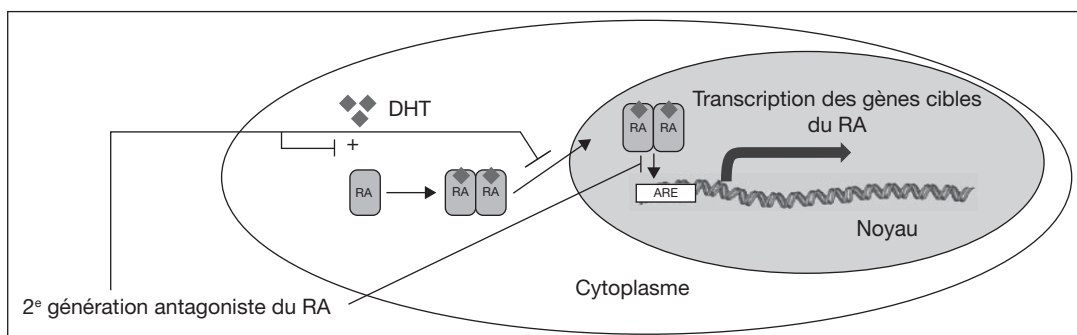 DHT
+
RA
RA RA
RA RA
Transcription des gènes cibles
du RA
ARE
Noyau
Cytoplasme
2e génération antagoniste du RA